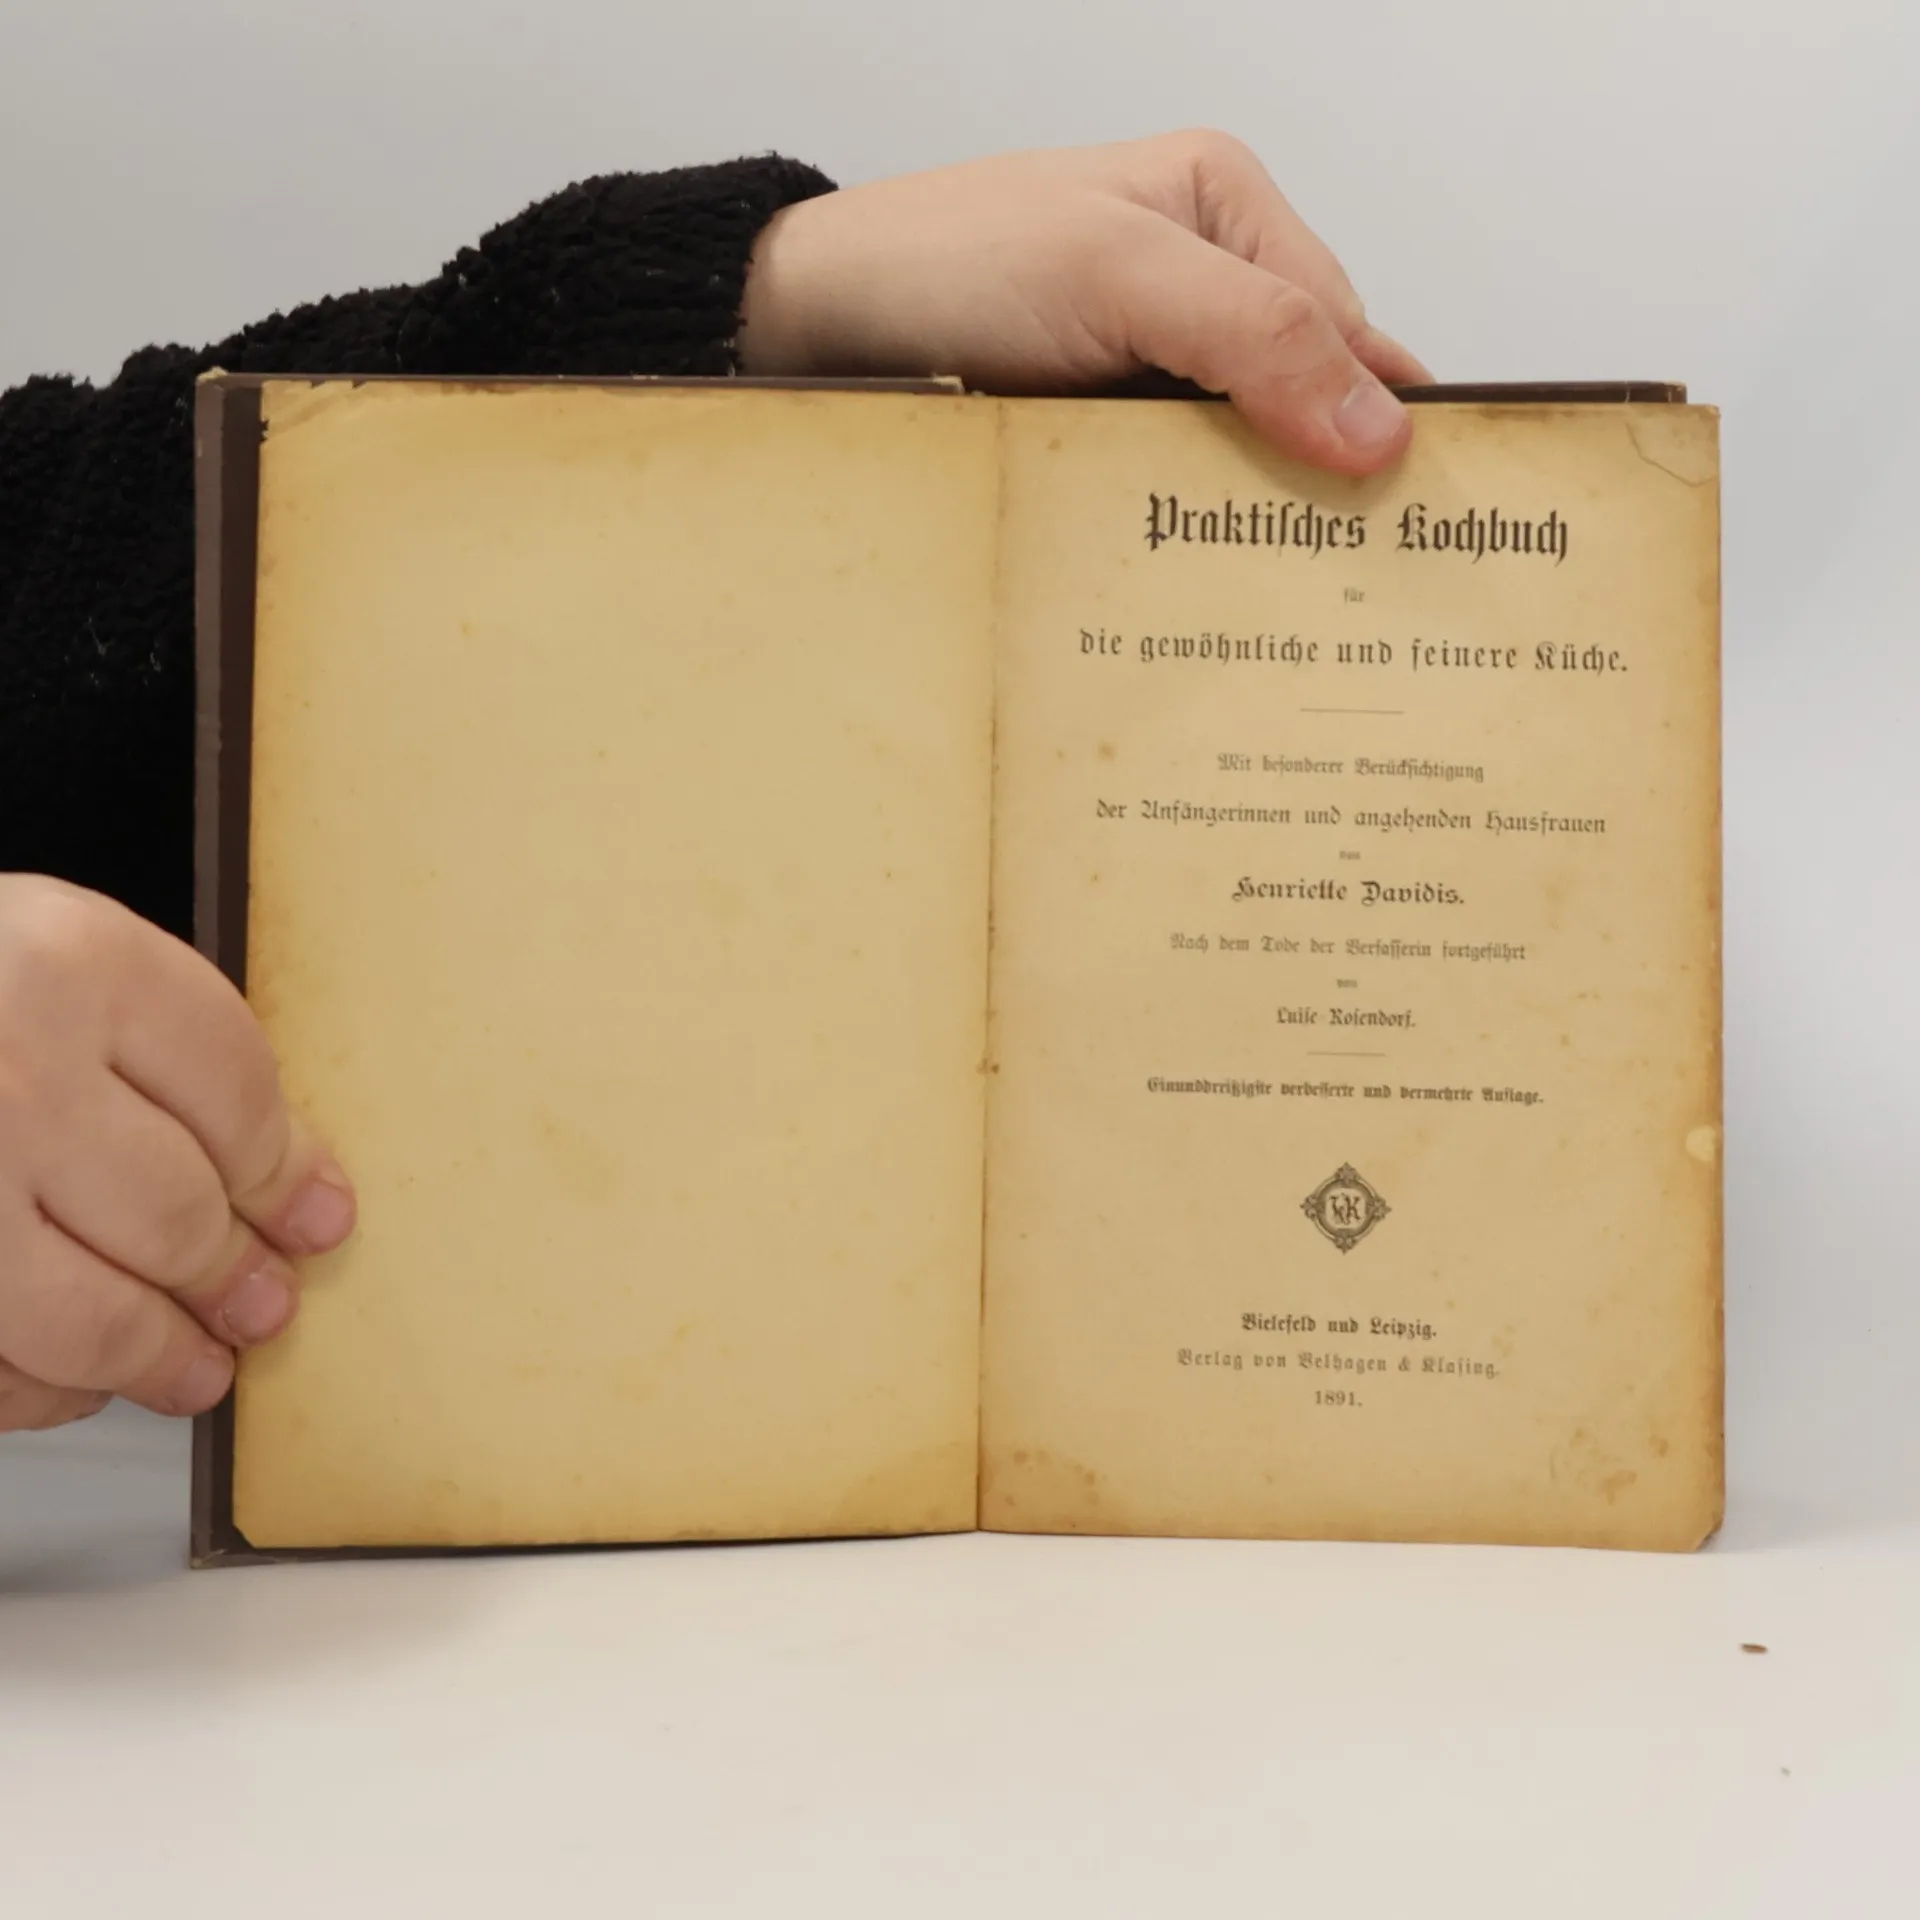 Praktisches Kochbuch
für
die gewöhnliche und feinere Küche.
Mit besonderer Berücksichtigung
der Anfängerinnen und angehenden Hausfrauen
von
Henriette Davidis.
Nach dem Tode der Verfasserin fortgeführt
von
Luise Rosendorf.
Einunddreißigste verbesserte und vermehrte Auflage.
VK
Bielefeld und Leipzig.
Verlag von Velhagen & Klasing.
1891.